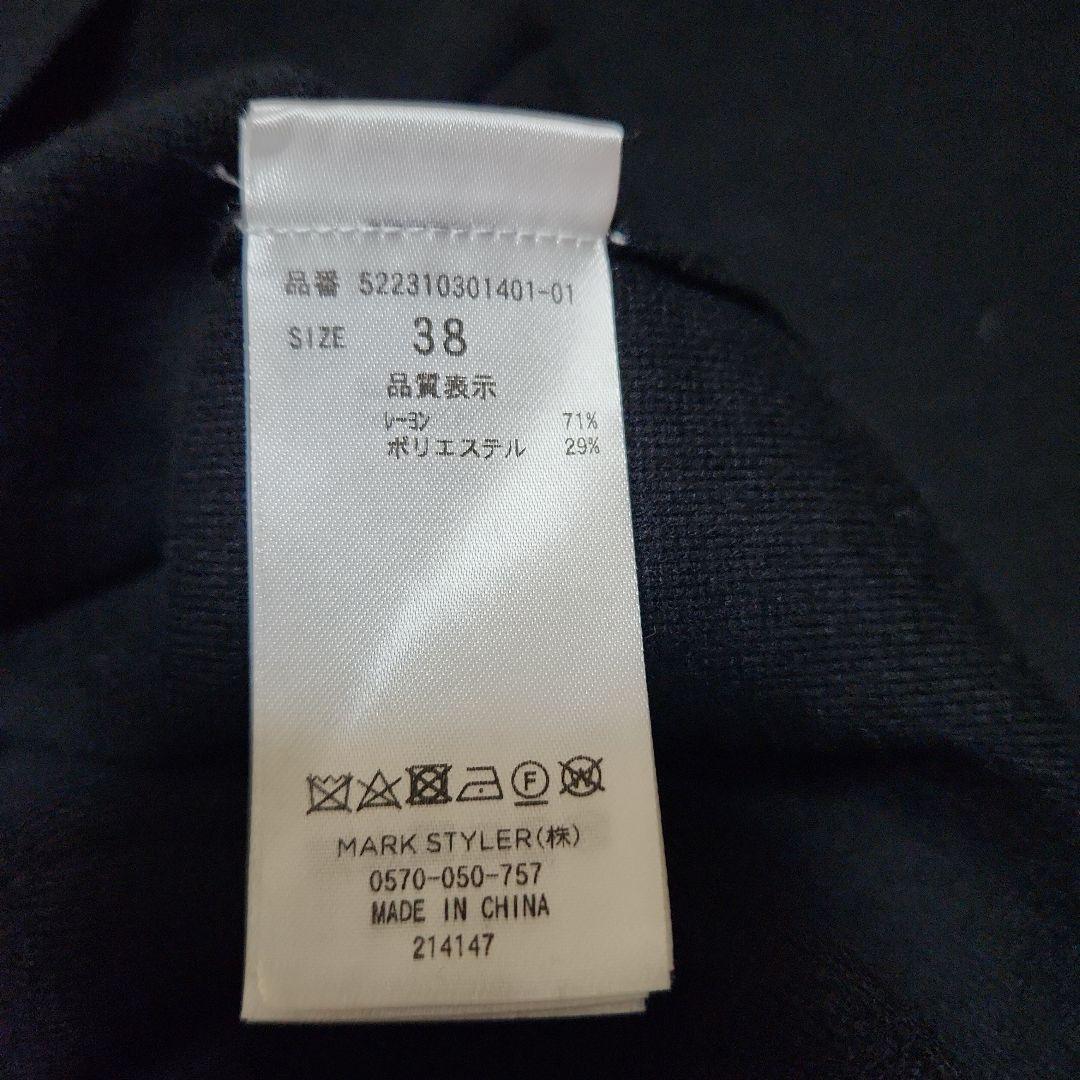 品番 522310301401-01
SIZE 38
品質表示
レーヨン 71%
ポリエステル 29%
F W
MARK STYLER(株)
0570-050-757
MADE IN CHINA
214147